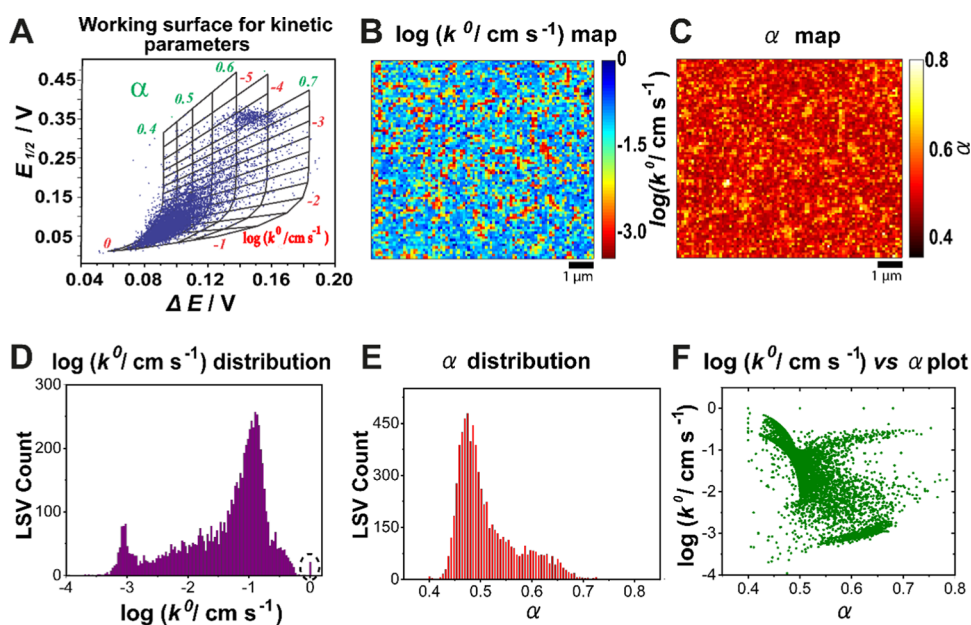 A
Working surface for kinetic
parameters
0.45
0.35
0.25
0.15
0.05
E1/2 / V
α
0.4
0.5
0.6
0.7
-5
-4
-3
-2
-1
0
log (k⁰/cm s⁻¹)
0.04
0.08
0.12
0.16
0.20
Δ E / V
B
log (k⁰/ cm s⁻¹) map
0
-1.5
-3.0
log(k⁰/ cm s⁻¹)
1 µm
C
α map
0.8
0.6
0.4
α
1 µm
D
log (k⁰/ cm s⁻¹) distribution
300
200
100
0
LSV Count
-4
-3
-2
-1
0
log (k⁰/ cm s⁻¹)
E
α distribution
450
300
150
0
LSV Count
0.4
0.5
0.6
0.7
0.8
α
F
log (k⁰/ cm s⁻¹) vs α plot
0
-1
-2
-3
-4
log (k⁰/ cm s⁻¹)
0.4
0.5
0.6
0.7
0.8
α